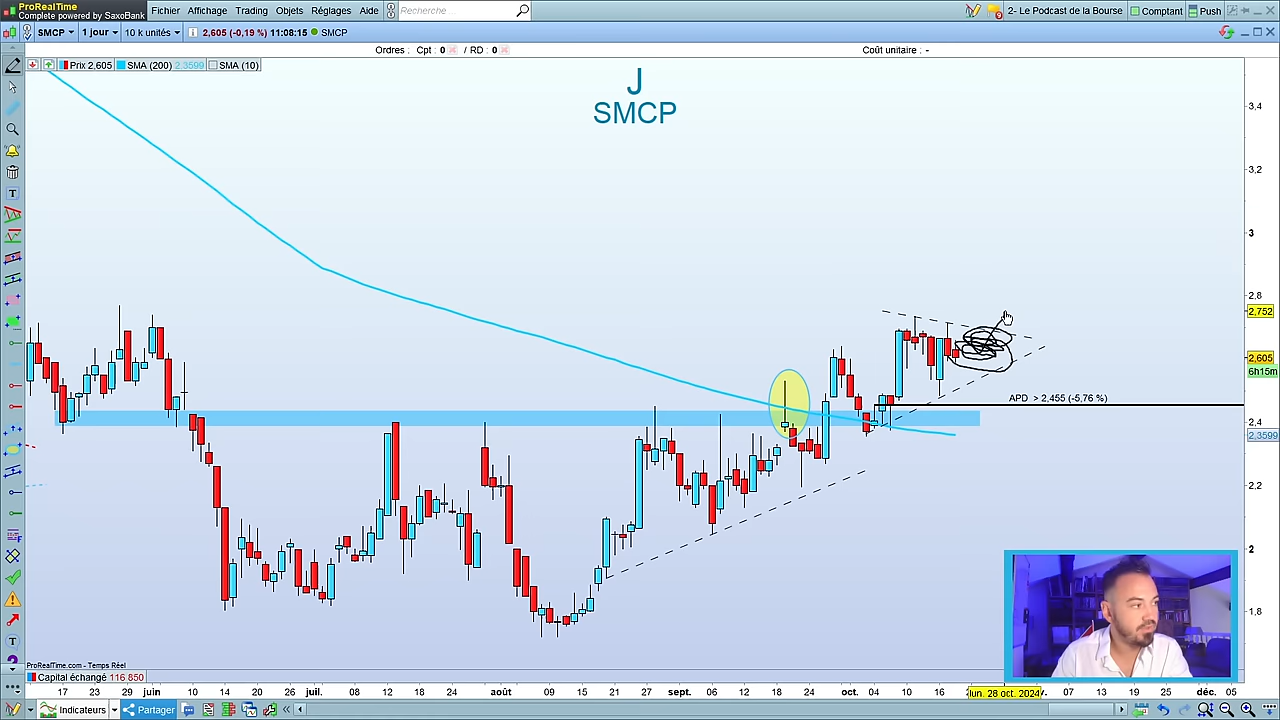 ProRealTime
Complete powered by SaxoBank
Fichier Affichage Trading Objets Réglages Aide
Recherche...
2- Le Podcast de la Bourse Comptant Push
SMCP 1 jour 10 k unités 2,605 (-0,19 %) 11:08:15 SMCP
Ordres : Cpt : 0 / RD : 0 Coût unitaire : -
Prix 2,605 SMA (200) 2,3599 SMA (10)
J
SMCP
3,4
3,2
3
2,8
2,752
2,605
6h15m
APD > 2,455 (-5,76 %)
2,4
2,3599
2,2
2
1,8
ProRealTime.com - Temps Réel
Capital échangé 116 850
17 23 29 juin 10 14 20 26 juil. 08 12 18 24 août 09 15 21 27 sept. 06 12 18 24 oct. 04 10 16 lun. 28 oct. 2024 v. 07 13 19 25 déc. 05
Indicateurs Partager